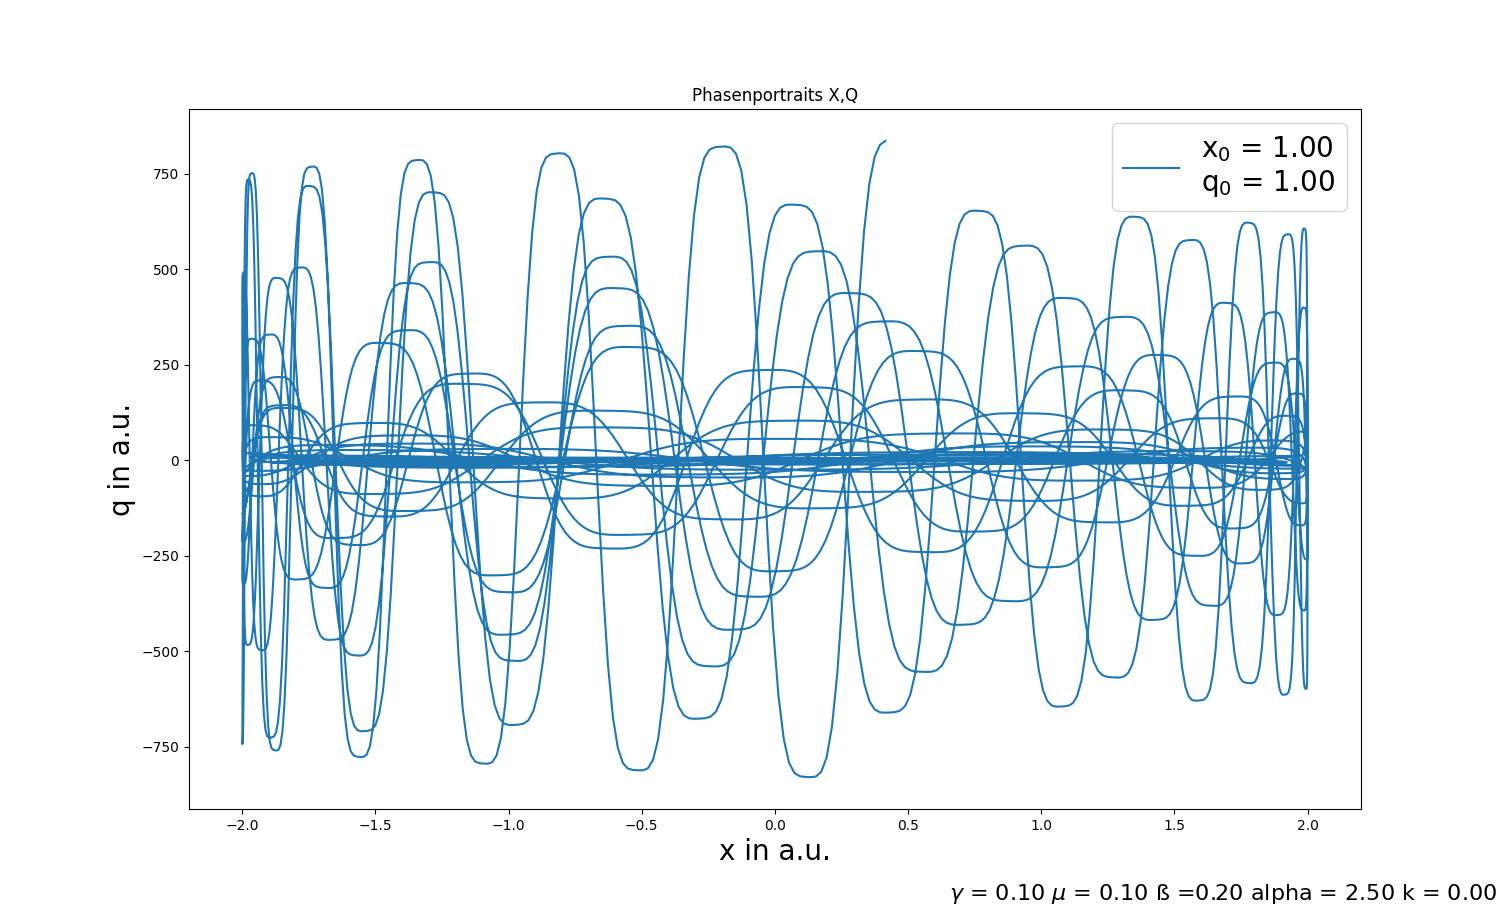 Phasenportraits X,Q
x₀ = 1.00
q₀ = 1.00
750
500
250
0
−250
−500
−750
q in a.u.
−2.0 −1.5 −1.0 −0.5 0.0 0.5 1.0 1.5 2.0
x in a.u.
γ = 0.10 μ = 0.10 ß =0.20 alpha = 2.50 k = 0.00